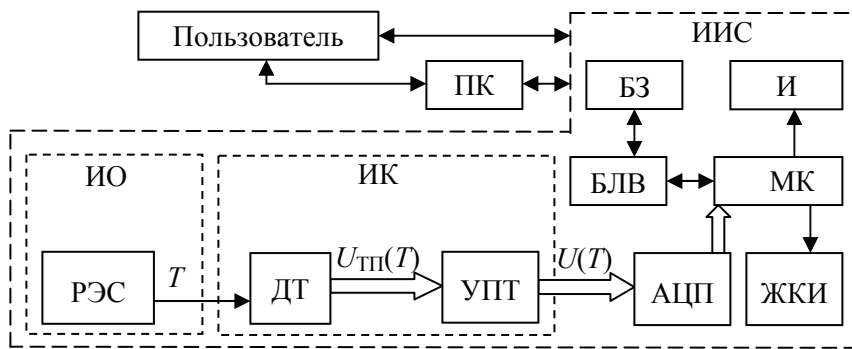 Пользователь
ИИС
ПК
БЗ
И
ИО
ИК
БЛВ
МК
РЭС
T
ДТ
UТП(T)
УПТ
U(T)
АЦП
ЖКИ